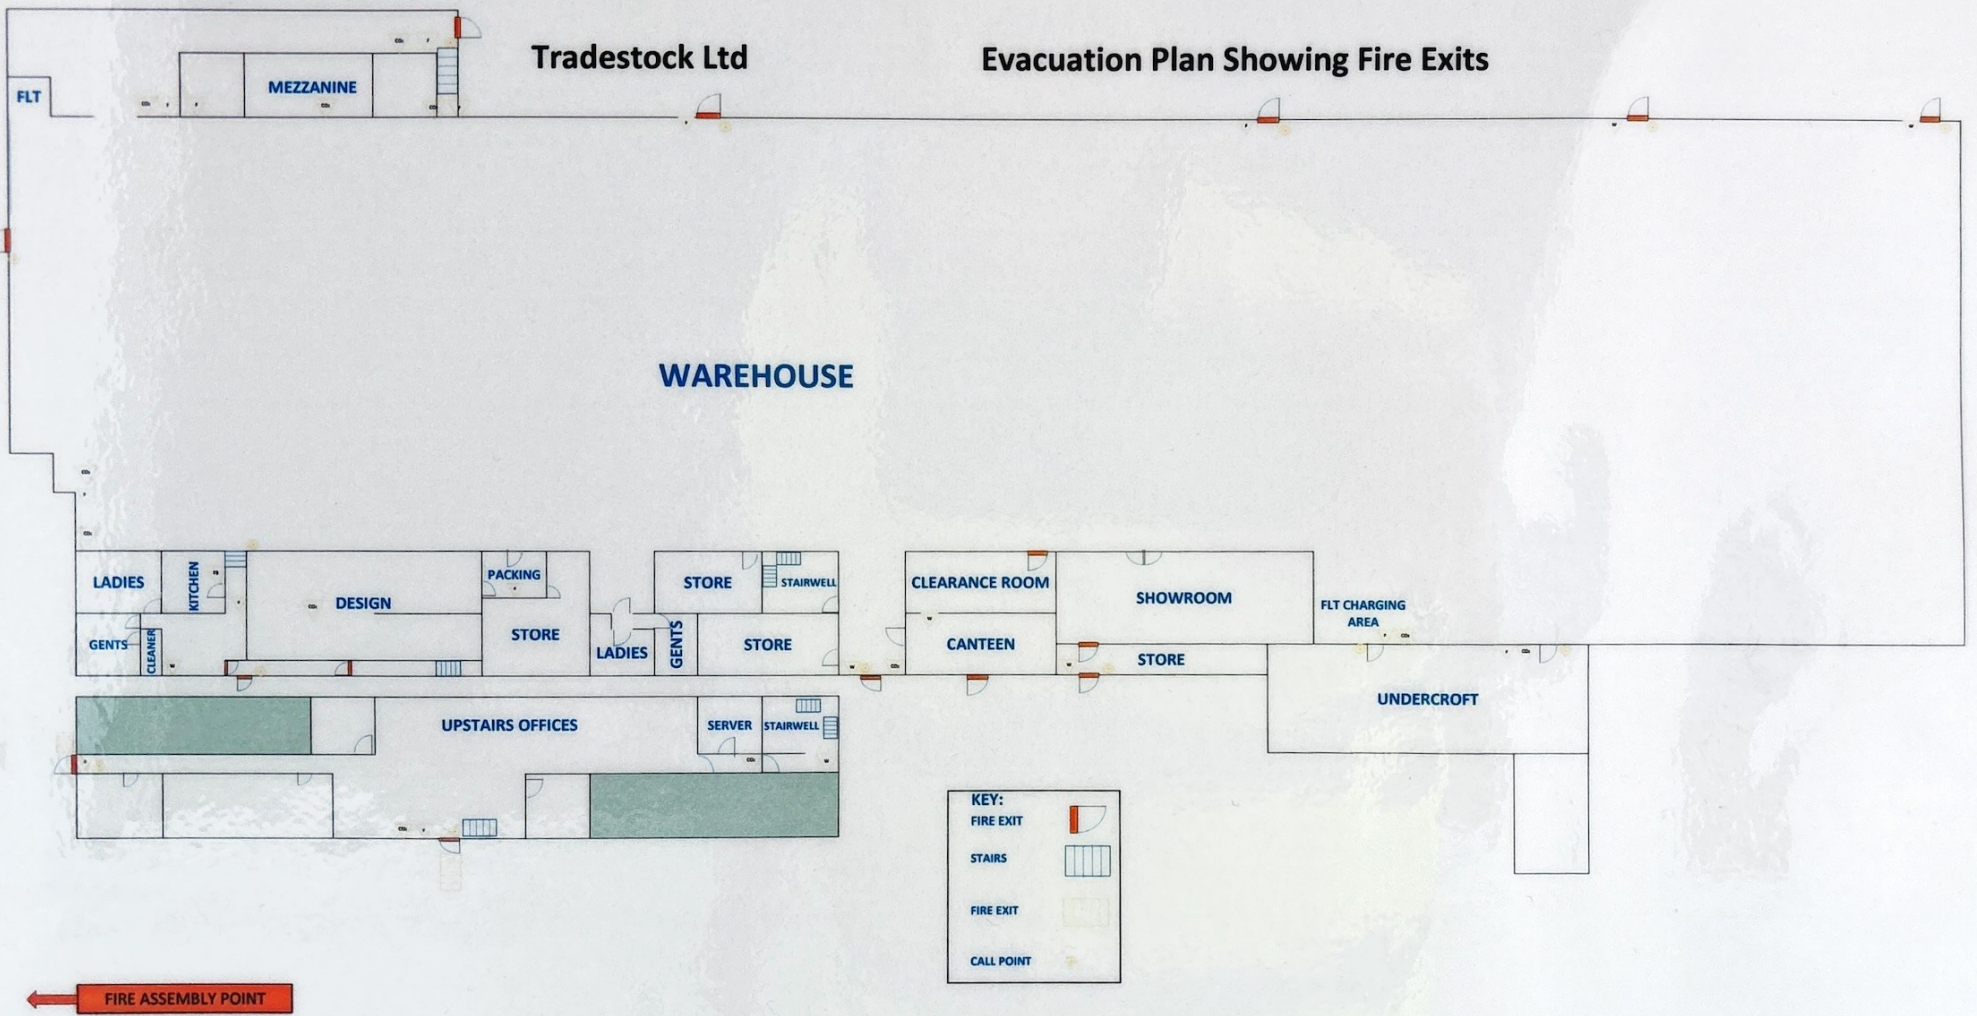 Tradestock Ltd
Evacuation Plan Showing Fire Exits
MEZZANINE
FLT
WAREHOUSE
LADIES
KITCHEN
DESIGN
PACKING
STORE
STORE
STAIRWELL
CLEARANCE ROOM
SHOWROOM
FLT CHARGING
AREA
GENTS
CLEANER
LADIES
GENTS
STORE
CANTEEN
STORE
UNDERCROFT
UPSTAIRS OFFICES
SERVER
STAIRWELL
KEY:
FIRE EXIT
STAIRS
FIRE EXIT
CALL POINT
FIRE ASSEMBLY POINT